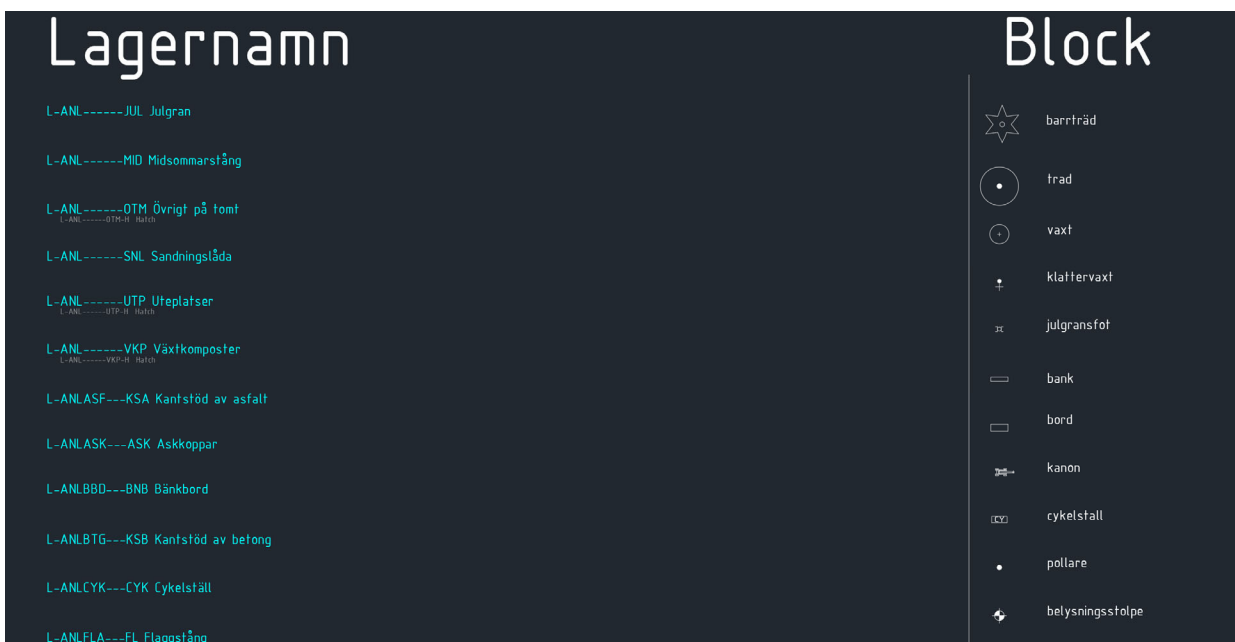 Lagernamn
L-ANL------JUL Julgran
L-ANL------MID Midsommarstång
L-ANL------OTM Övrigt på tomt
L-ANL------OTM-H Hatch
L-ANL------SNL Sandningslåda
L-ANL------UTP Uteplatser
L-ANL------UTP-H Hatch
L-ANL------VKP Växtkomposter
L-ANL------VKP-H Hatch
L-ANLASF---KSA Kantstöd av asfalt
L-ANLASK---ASK Askkoppar
L-ANLBBD---BNB Bänkbord
L-ANLBTG---KSB Kantstöd av betong
L-ANLCYK---CYK Cykelställ
L-ANLFLA---FL Flaggstång
Block
barrträd
trad
vaxt
klattervaxt
julgransfot
bank
bord
kanon
CY cykelstall
pollare
belysningsstolpe